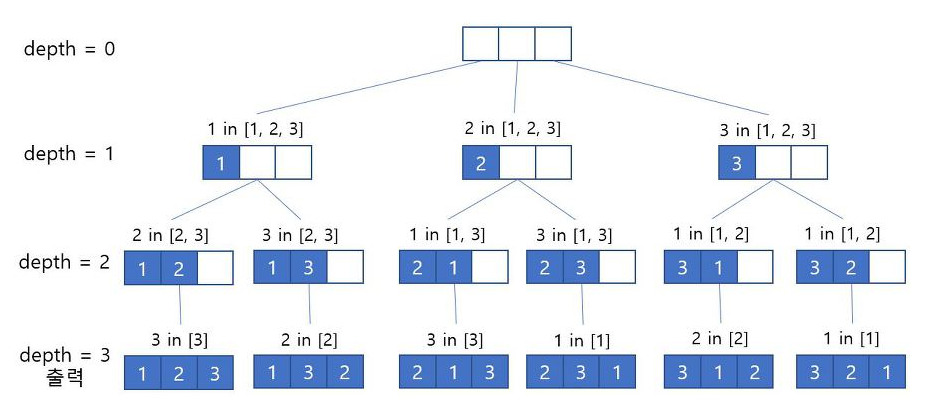 depth = 0
1 in [1, 2, 3]
2 in [1, 2, 3]
3 in [1, 2, 3]
depth = 1
1
2
3
2 in [2, 3]
3 in [2, 3]
1 in [1, 3]
3 in [1, 3]
1 in [1, 2]
1 in [1, 2]
depth = 2
1 2
1 3
2 1
2 3
3 1
3 2
3 in [3]
2 in [2]
3 in [3]
1 in [1]
2 in [2]
1 in [1]
depth = 3
출력
1 2 3
1 3 2
2 1 3
2 3 1
3 1 2
3 2 1